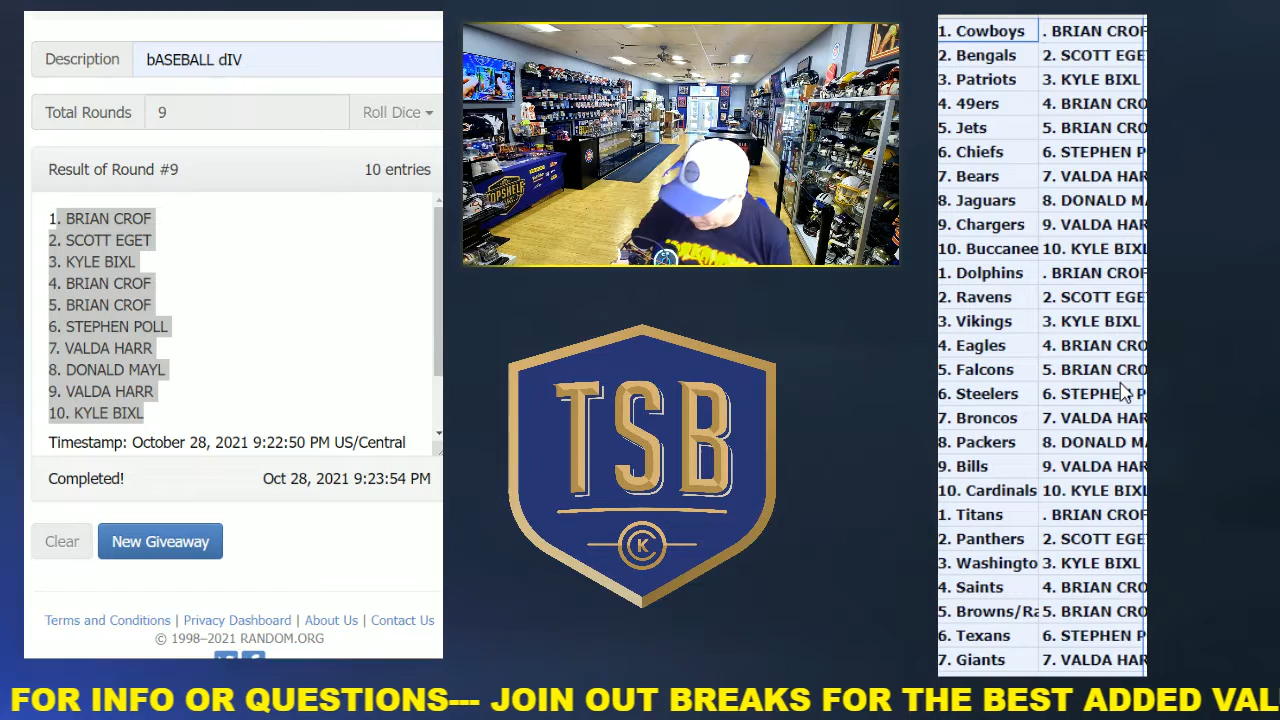 Description bASEBALL dIV
Total Rounds 9 Roll Dice
Result of Round #9 10 entries
1. BRIAN CROF
2. SCOTT EGET
3. KYLE BIXL
4. BRIAN CROF
5. BRIAN CROF
6. STEPHEN POLL
7. VALDA HARR
8. DONALD MAYL
9. VALDA HARR
10. KYLE BIXL
Timestamp: October 28, 2021 9:22:50 PM US/Central
Completed! Oct 28, 2021 9:23:54 PM
Clear New Giveaway
Terms and Conditions | Privacy Dashboard | About Us | Contact Us
© 1998–2021 RANDOM.ORG
TOPSHELF
TSB
K
1. Cowboys . BRIAN CROF
2. Bengals 2. SCOTT EGE
3. Patriots 3. KYLE BIXL
4. 49ers 4. BRIAN CRO
5. Jets 5. BRIAN CRO
6. Chiefs 6. STEPHEN P
7. Bears 7. VALDA HAR
8. Jaguars 8. DONALD MA
9. Chargers 9. VALDA HAR
10. Buccanee 10. KYLE BIXL
1. Dolphins . BRIAN CROF
2. Ravens 2. SCOTT EGET
3. Vikings 3. KYLE BIXL
4. Eagles 4. BRIAN CRO
5. Falcons 5. BRIAN CRO
6. Steelers 6. STEPHEN P
7. Broncos 7. VALDA HAR
8. Packers 8. DONALD MA
9. Bills 9. VALDA HAR
10. Cardinals 10. KYLE BIXL
1. Titans . BRIAN CROF
2. Panthers 2. SCOTT EGE
3. Washingto 3. KYLE BIXL
4. Saints 4. BRIAN CRO
5. Browns/Ra 5. BRIAN CRO
6. Texans 6. STEPHEN P
7. Giants 7. VALDA HAR
FOR INFO OR QUESTIONS--- JOIN OUT BREAKS FOR THE BEST ADDED VAL